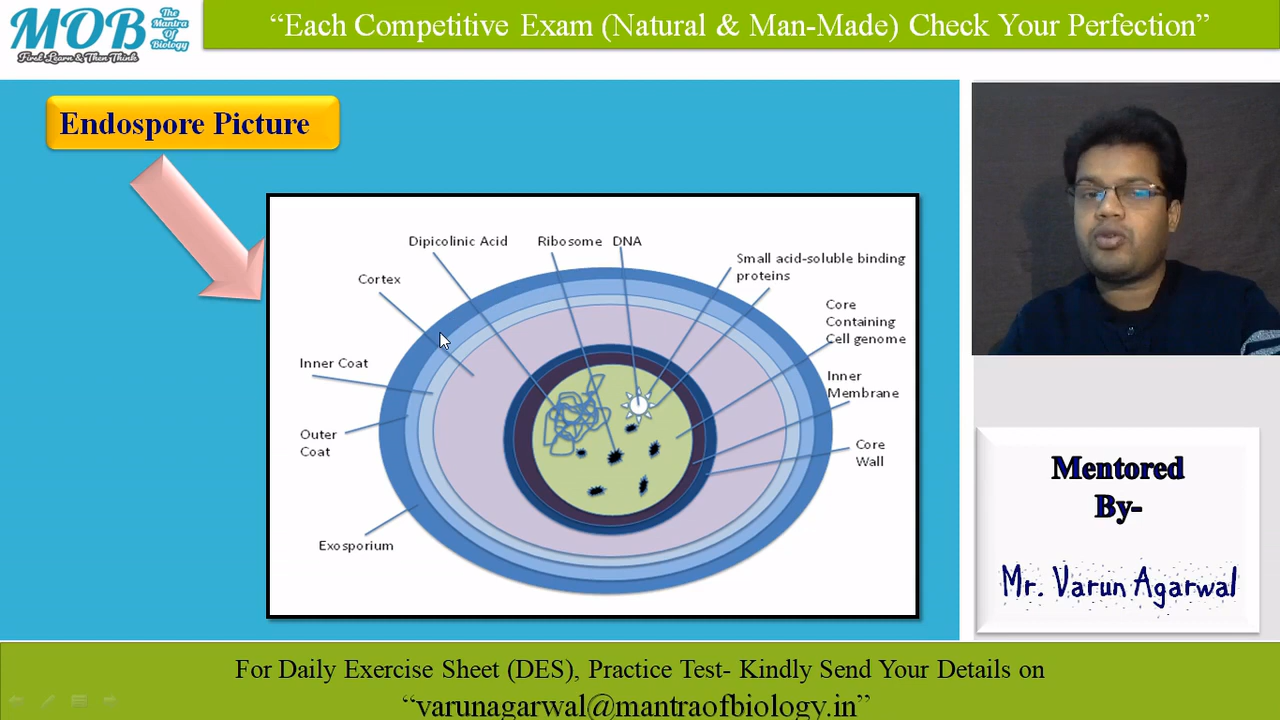 MOB
The
Mantra
Of
Biology
First Learn & Then Think
“Each Competitive Exam (Natural & Man-Made) Check Your Perfection”
Endospore Picture
Dipicolinic Acid
Ribosome
DNA
Small acid-soluble binding
proteins
Cortex
Core
Containing
Cell genome
Inner Coat
Inner
Membrane
Outer
Coat
Core
Wall
Exosporium
Mentored
By-
Mr. Varun Agarwal
For Daily Exercise Sheet (DES), Practice Test- Kindly Send Your Details on
“varunagarwal@mantraofbiology.in”